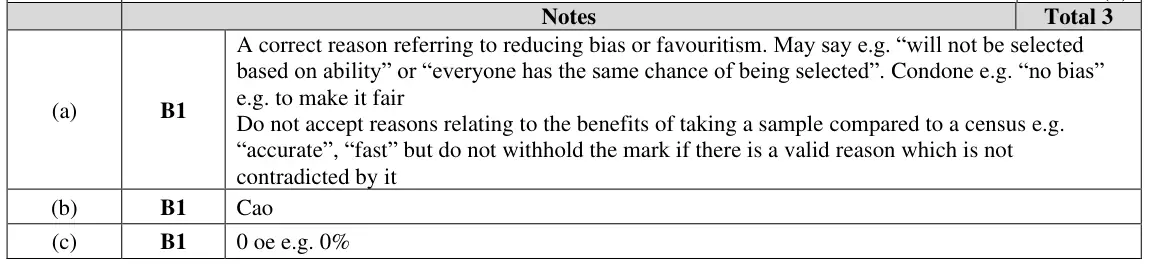 Notes Total 3
(a) B1 A correct reason referring to reducing bias or favouritism. May say e.g. “will not be selected
based on ability” or “everyone has the same chance of being selected”. Condone e.g. “no bias”
e.g. to make it fair
Do not accept reasons relating to the benefits of taking a sample compared to a census e.g.
“accurate”, “fast” but do not withhold the mark if there is a valid reason which is not
contradicted by it
(b) B1 Cao
(c) B1 0 oe e.g. 0%